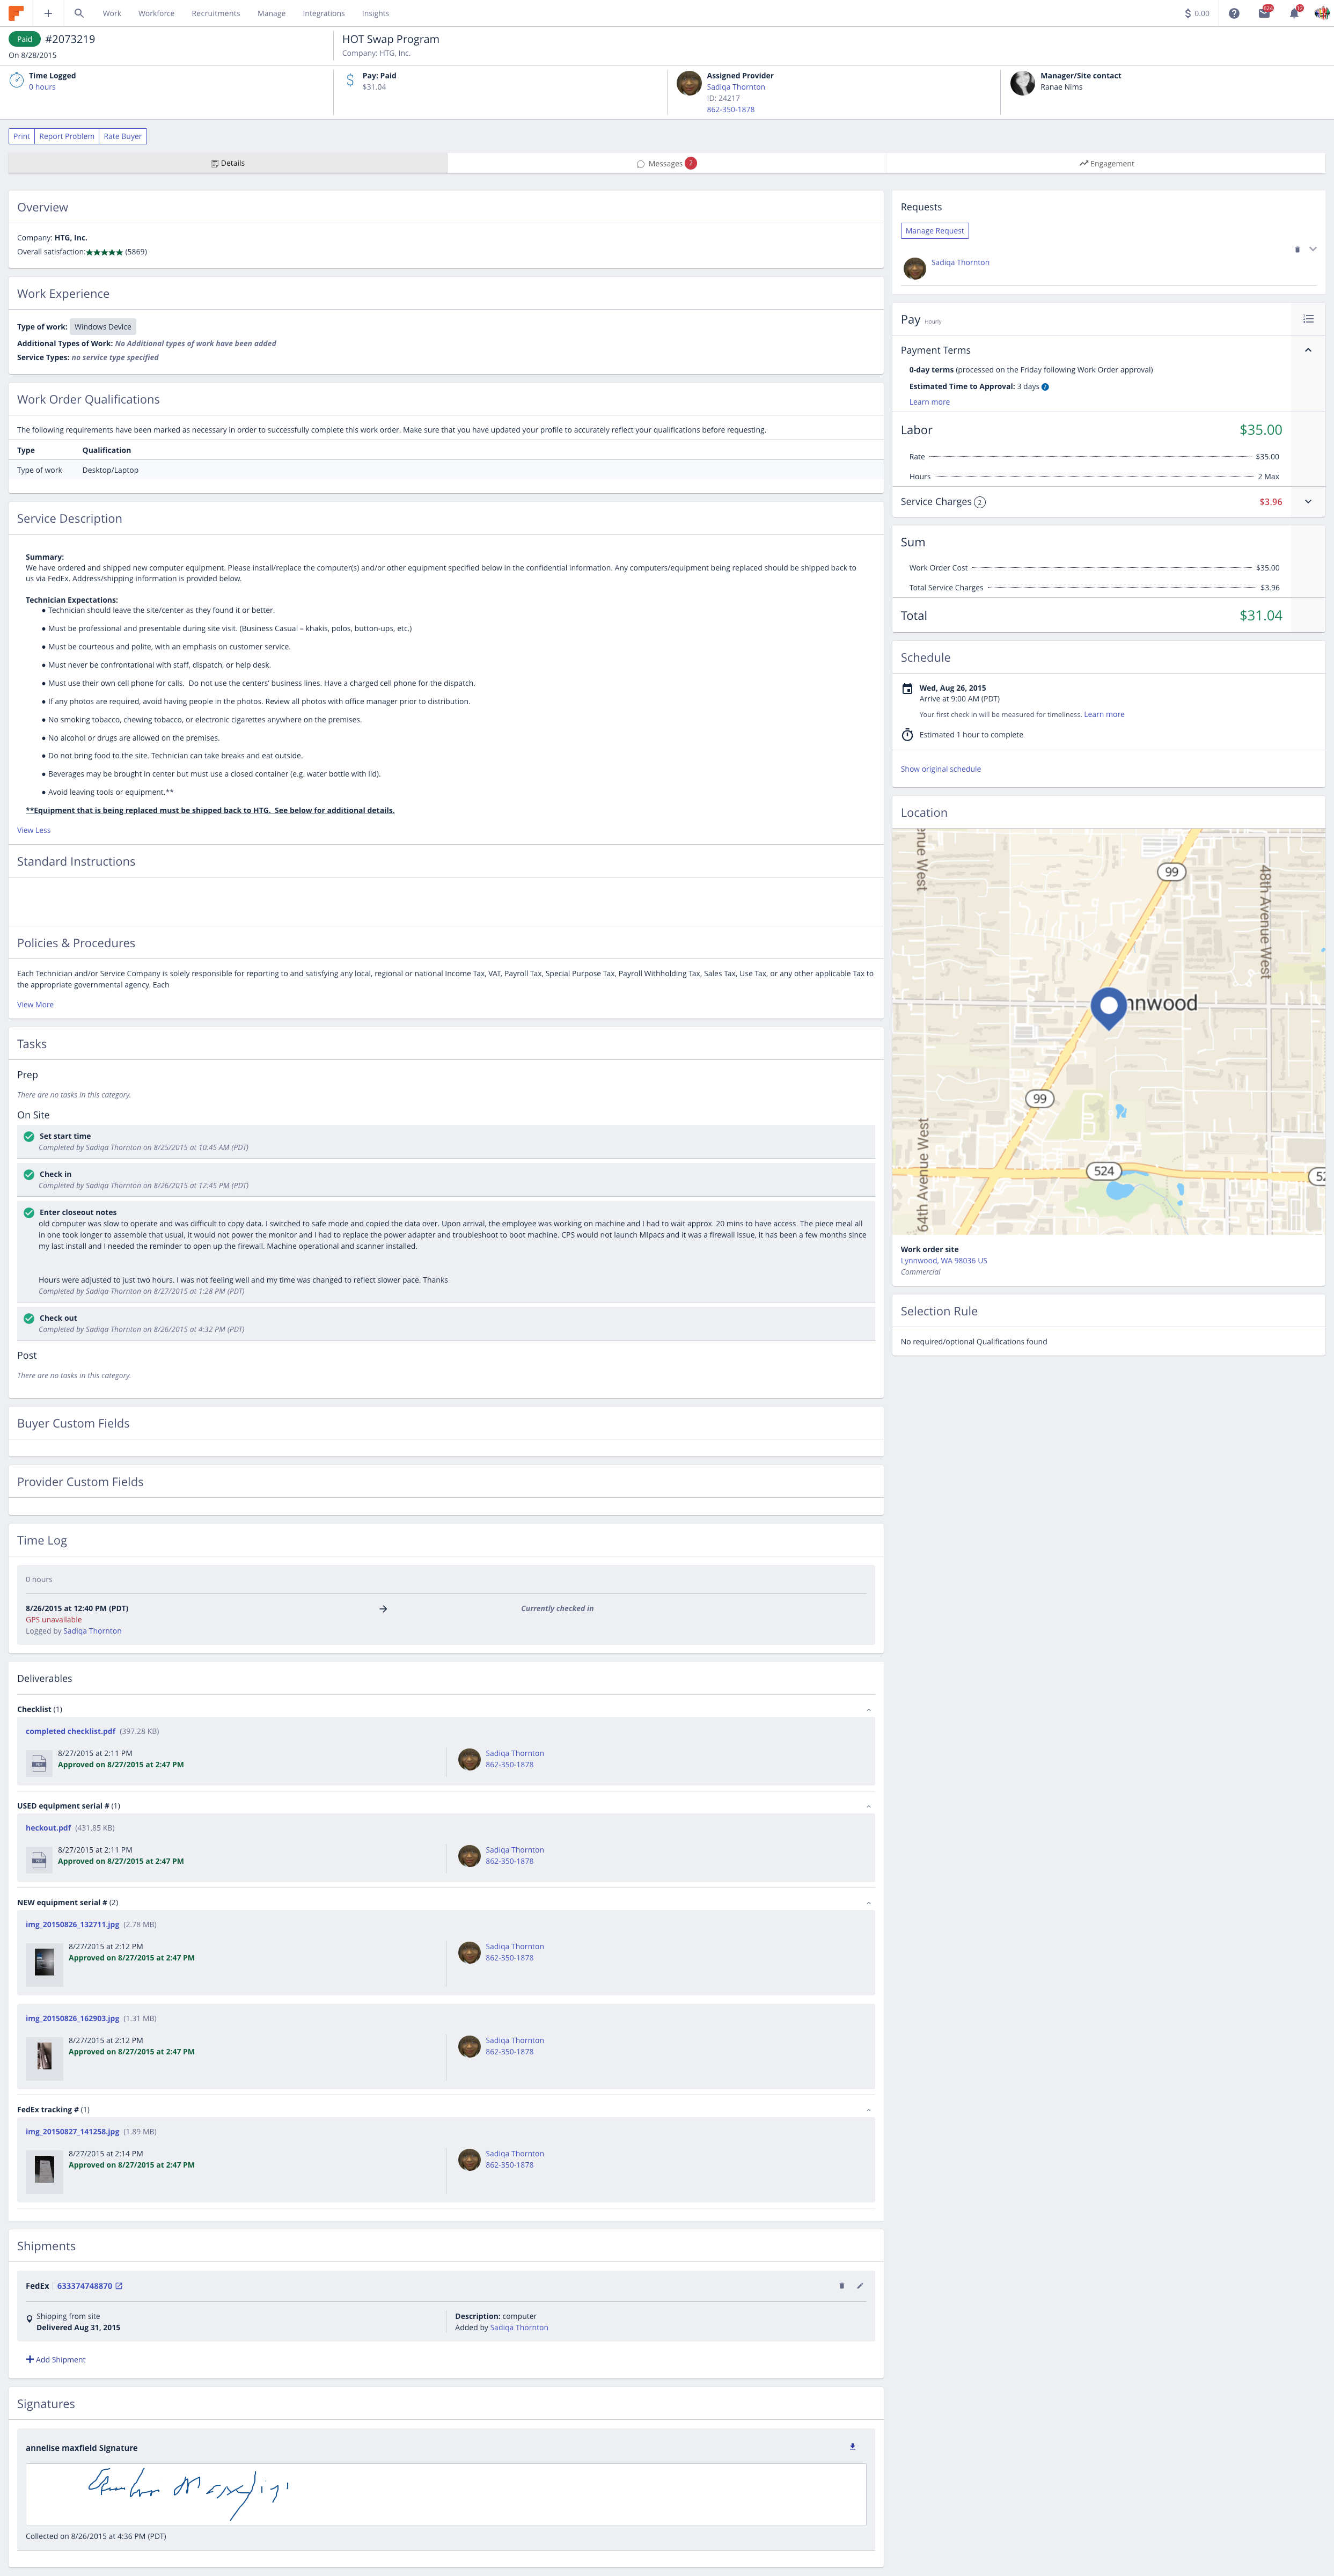 Work
Workforce
Recruitments
Manage
Integrations
Insights
$ 0.00
Paid #2073219
On 8/28/2015
HOT Swap Program
Company: HTG, Inc.
Time Logged
0 hours
Pay: Paid
$31.04
Assigned Provider
Sadiqa Thornton
ID: 24217
862-350-1878
Manager/Site contact
Ranae Nims
Print
Report Problem
Rate Buyer
Details
Messages 2
Engagement
Overview
Company: HTG, Inc.
Overall satisfaction:★★★★★ (5869)
Work Experience
Type of work: Windows Device
Additional Types of Work: No Additional types of work have been added
Service Types: no service type specified
Work Order Qualifications
The following requirements have been marked as necessary in order to successfully complete this work order. Make sure that you have updated your profile to accurately reflect your qualifications before requesting.
Type Qualification
Type of work Desktop/Laptop
Service Description
Summary:
We have ordered and shipped new computer equipment. Please install/replace the computer(s) and/or other equipment specified below in the confidential information. Any computers/equipment being replaced should be shipped back to
us via FedEx. Address/shipping information is provided below.
Technician Expectations:
● Technician should leave the site/center as they found it or better.
● Must be professional and presentable during site visit. (Business Casual – khakis, polos, button-ups, etc.)
● Must be courteous and polite, with an emphasis on customer service.
● Must never be confrontational with staff, dispatch, or help desk.
● Must use their own cell phone for calls. Do not use the centers’ business lines. Have a charged cell phone for the dispatch.
● If any photos are required, avoid having people in the photos. Review all photos with office manager prior to distribution.
● No smoking tobacco, chewing tobacco, or electronic cigarettes anywhere on the premises.
● No alcohol or drugs are allowed on the premises.
● Do not bring food to the site. Technician can take breaks and eat outside.
● Beverages may be brought in center but must use a closed container (e.g. water bottle with lid).
● Avoid leaving tools or equipment.**
**Equipment that is being replaced must be shipped back to HTG. See below for additional details.
View Less
Standard Instructions
Policies & Procedures
Each Technician and/or Service Company is solely responsible for reporting to and satisfying any local, regional or national Income Tax, VAT, Payroll Tax, Special Purpose Tax, Payroll Withholding Tax, Sales Tax, Use Tax, or any other applicable Tax to
the appropriate governmental agency. Each
View More
Tasks
Prep
There are no tasks in this category.
On Site
Set start time
Completed by Sadiqa Thornton on 8/25/2015 at 10:45 AM (PDT)
Check in
Completed by Sadiqa Thornton on 8/26/2015 at 12:45 PM (PDT)
Enter closeout notes
old computer was slow to operate and was difficult to copy data. I switched to safe mode and copied the data over. Upon arrival, the employee was working on machine and I had to wait approx. 20 mins to have access. The piece meal all
in one took longer to assemble that usual, it would not power the monitor and I had to replace the power adapter and troubleshoot to boot machine. CPS would not launch Mipacs and it was a firewall issue, it has been a few months since
my last install and I needed the reminder to open up the firewall. Machine operational and scanner installed.
Hours were adjusted to just two hours. I was not feeling well and my time was changed to reflect slower pace. Thanks
Completed by Sadiqa Thornton on 8/27/2015 at 1:28 PM (PDT)
Check out
Completed by Sadiqa Thornton on 8/26/2015 at 4:32 PM (PDT)
Post
There are no tasks in this category.
Buyer Custom Fields
Provider Custom Fields
Time Log
0 hours
8/26/2015 at 12:40 PM (PDT)
Currently checked in
GPS unavailable
Logged by Sadiqa Thornton
Deliverables
Checklist (1)
completed checklist.pdf (397.28 KB)
8/27/2015 at 2:11 PM
Approved on 8/27/2015 at 2:47 PM
Sadiqa Thornton
862-350-1878
USED equipment serial # (1)
heckout.pdf (431.85 KB)
8/27/2015 at 2:11 PM
Approved on 8/27/2015 at 2:47 PM
Sadiqa Thornton
862-350-1878
NEW equipment serial # (2)
img_20150826_132711.jpg (2.78 MB)
8/27/2015 at 2:12 PM
Approved on 8/27/2015 at 2:47 PM
Sadiqa Thornton
862-350-1878
img_20150826_162903.jpg (1.31 MB)
8/27/2015 at 2:12 PM
Approved on 8/27/2015 at 2:47 PM
Sadiqa Thornton
862-350-1878
FedEx tracking # (1)
img_20150827_141258.jpg (1.89 MB)
8/27/2015 at 2:14 PM
Approved on 8/27/2015 at 2:47 PM
Sadiqa Thornton
862-350-1878
Shipments
FedEx 633374748870
Shipping from site
Delivered Aug 31, 2015
Description: computer
Added by Sadiqa Thornton
Add Shipment
Signatures
annelise maxfield Signature
Collected on 8/26/2015 at 4:36 PM (PDT)
Requests
Manage Request
Sadiqa Thornton
Pay Hourly
Payment Terms
0-day terms (processed on the Friday following Work Order approval)
Estimated Time to Approval: 3 days
Learn more
Labor $35.00
Rate $35.00
Hours 2 Max
Service Charges 2 $3.96
Sum
Work Order Cost $35.00
Total Service Charges $3.96
Total $31.04
Schedule
Wed, Aug 26, 2015
Arrive at 9:00 AM (PDT)
Your first check in will be measured for timeliness. Learn more
Estimated 1 hour to complete
Show original schedule
Location
nue West
99
48th Avenue West
nnwood
99
64th Avenue West
524
52
Work order site
Lynnwood, WA 98036 US
Commercial
Selection Rule
No required/optional Qualifications found